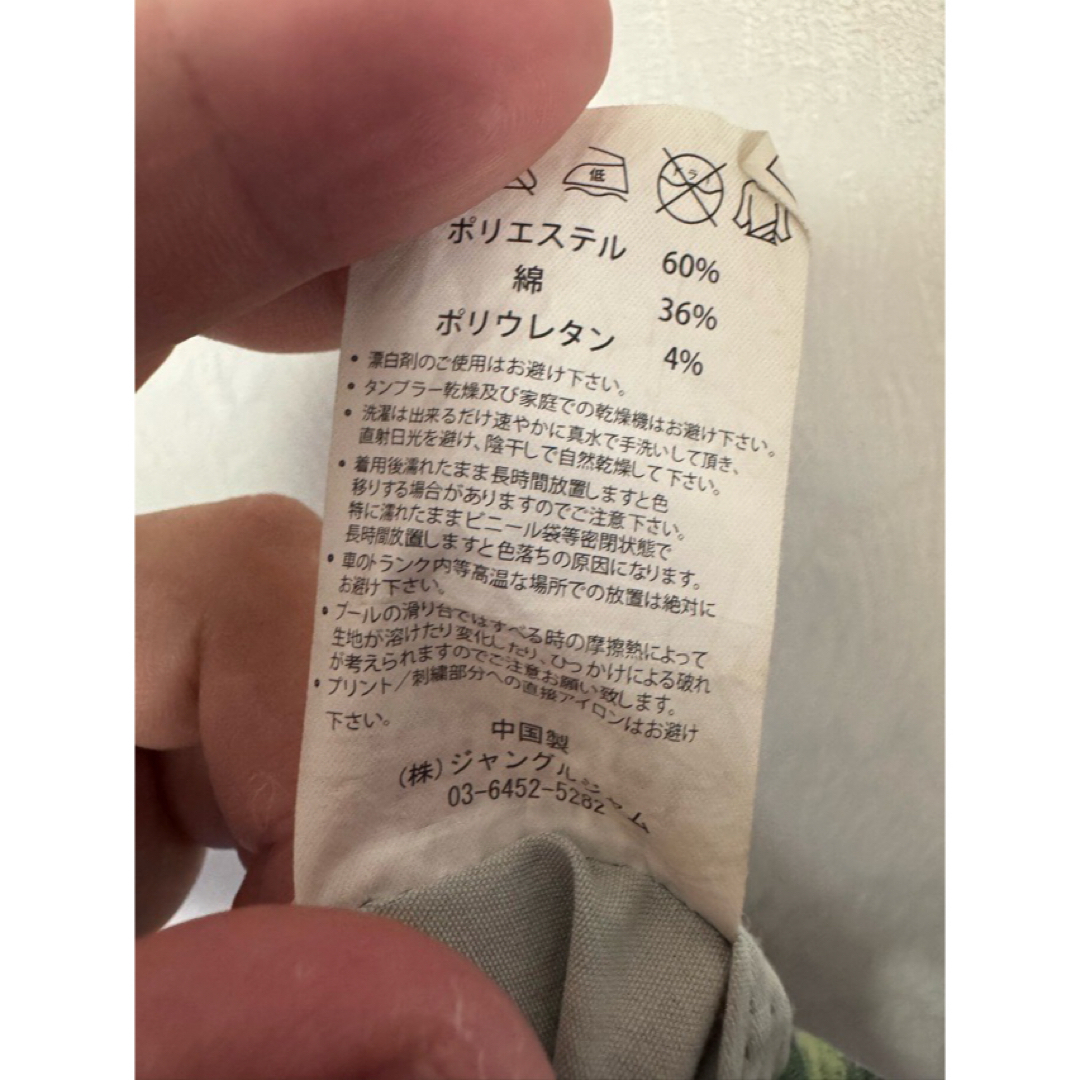 低 ドライ
ポリエステル 60%
綿 36%
ポリウレタン 4%
• 漂白剤のご使用はお避け下さい。
• タンブラー乾燥及び家庭での乾燥機はお避け下さい。
• 洗濯は出来るだけ速やかに真水で手洗いして頂き、
直射日光を避け、陰干しで自然乾燥して下さい。
• 着用後濡れたまま長時間放置しますと色
移りする場合がありますのでご注意下さい。
特に濡れたままビニール袋等密閉状態で
長時間放置しますと色落ちの原因になります。
• 車のトランク内等高温な場所での放置は絶対に
お避け下さい。
• プールの滑り台ではすべる時の摩擦熱によって
生地が溶けたり変化したり、ひっかけによる破れ
が考えられますのでご注意お願い致します。
• プリント/刺繍部分への直接アイロンはお避け
下さい。
中国製
(株)ジャングルジャム
03-6452-5282